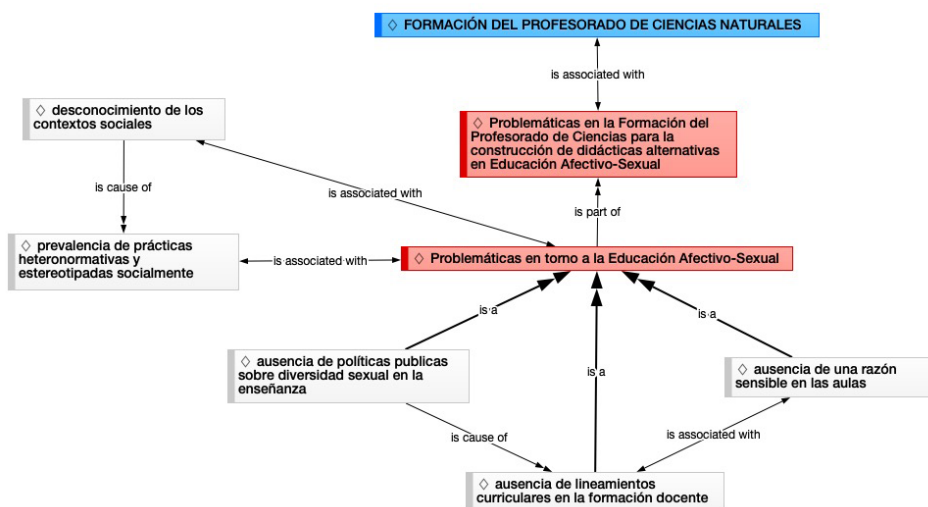 ◇ FORMACIÓN DEL PROFESORADO DE CIENCIAS NATURALES
is associated with
◇ desconocimiento de los
contextos sociales
◇ Problemáticas en la Formación del
Profesorado de Ciencias para la
construcción de didácticas alternativas
en Educación Afectivo-Sexual
is cause of
is associated with
is part of
◇ prevalencia de prácticas
heteronormativas y
estereotipadas socialmente
is associated with
◇ Problemáticas en torno a la Educación Afectivo-Sexual
is a
is a
◇ ausencia de políticas publicas
sobre diversidad sexual en la
enseñanza
is a
◇ ausencia de una razón
sensible en las aulas
is cause of
is associated with
◇ ausencia de lineamientos
curriculares en la formación docente